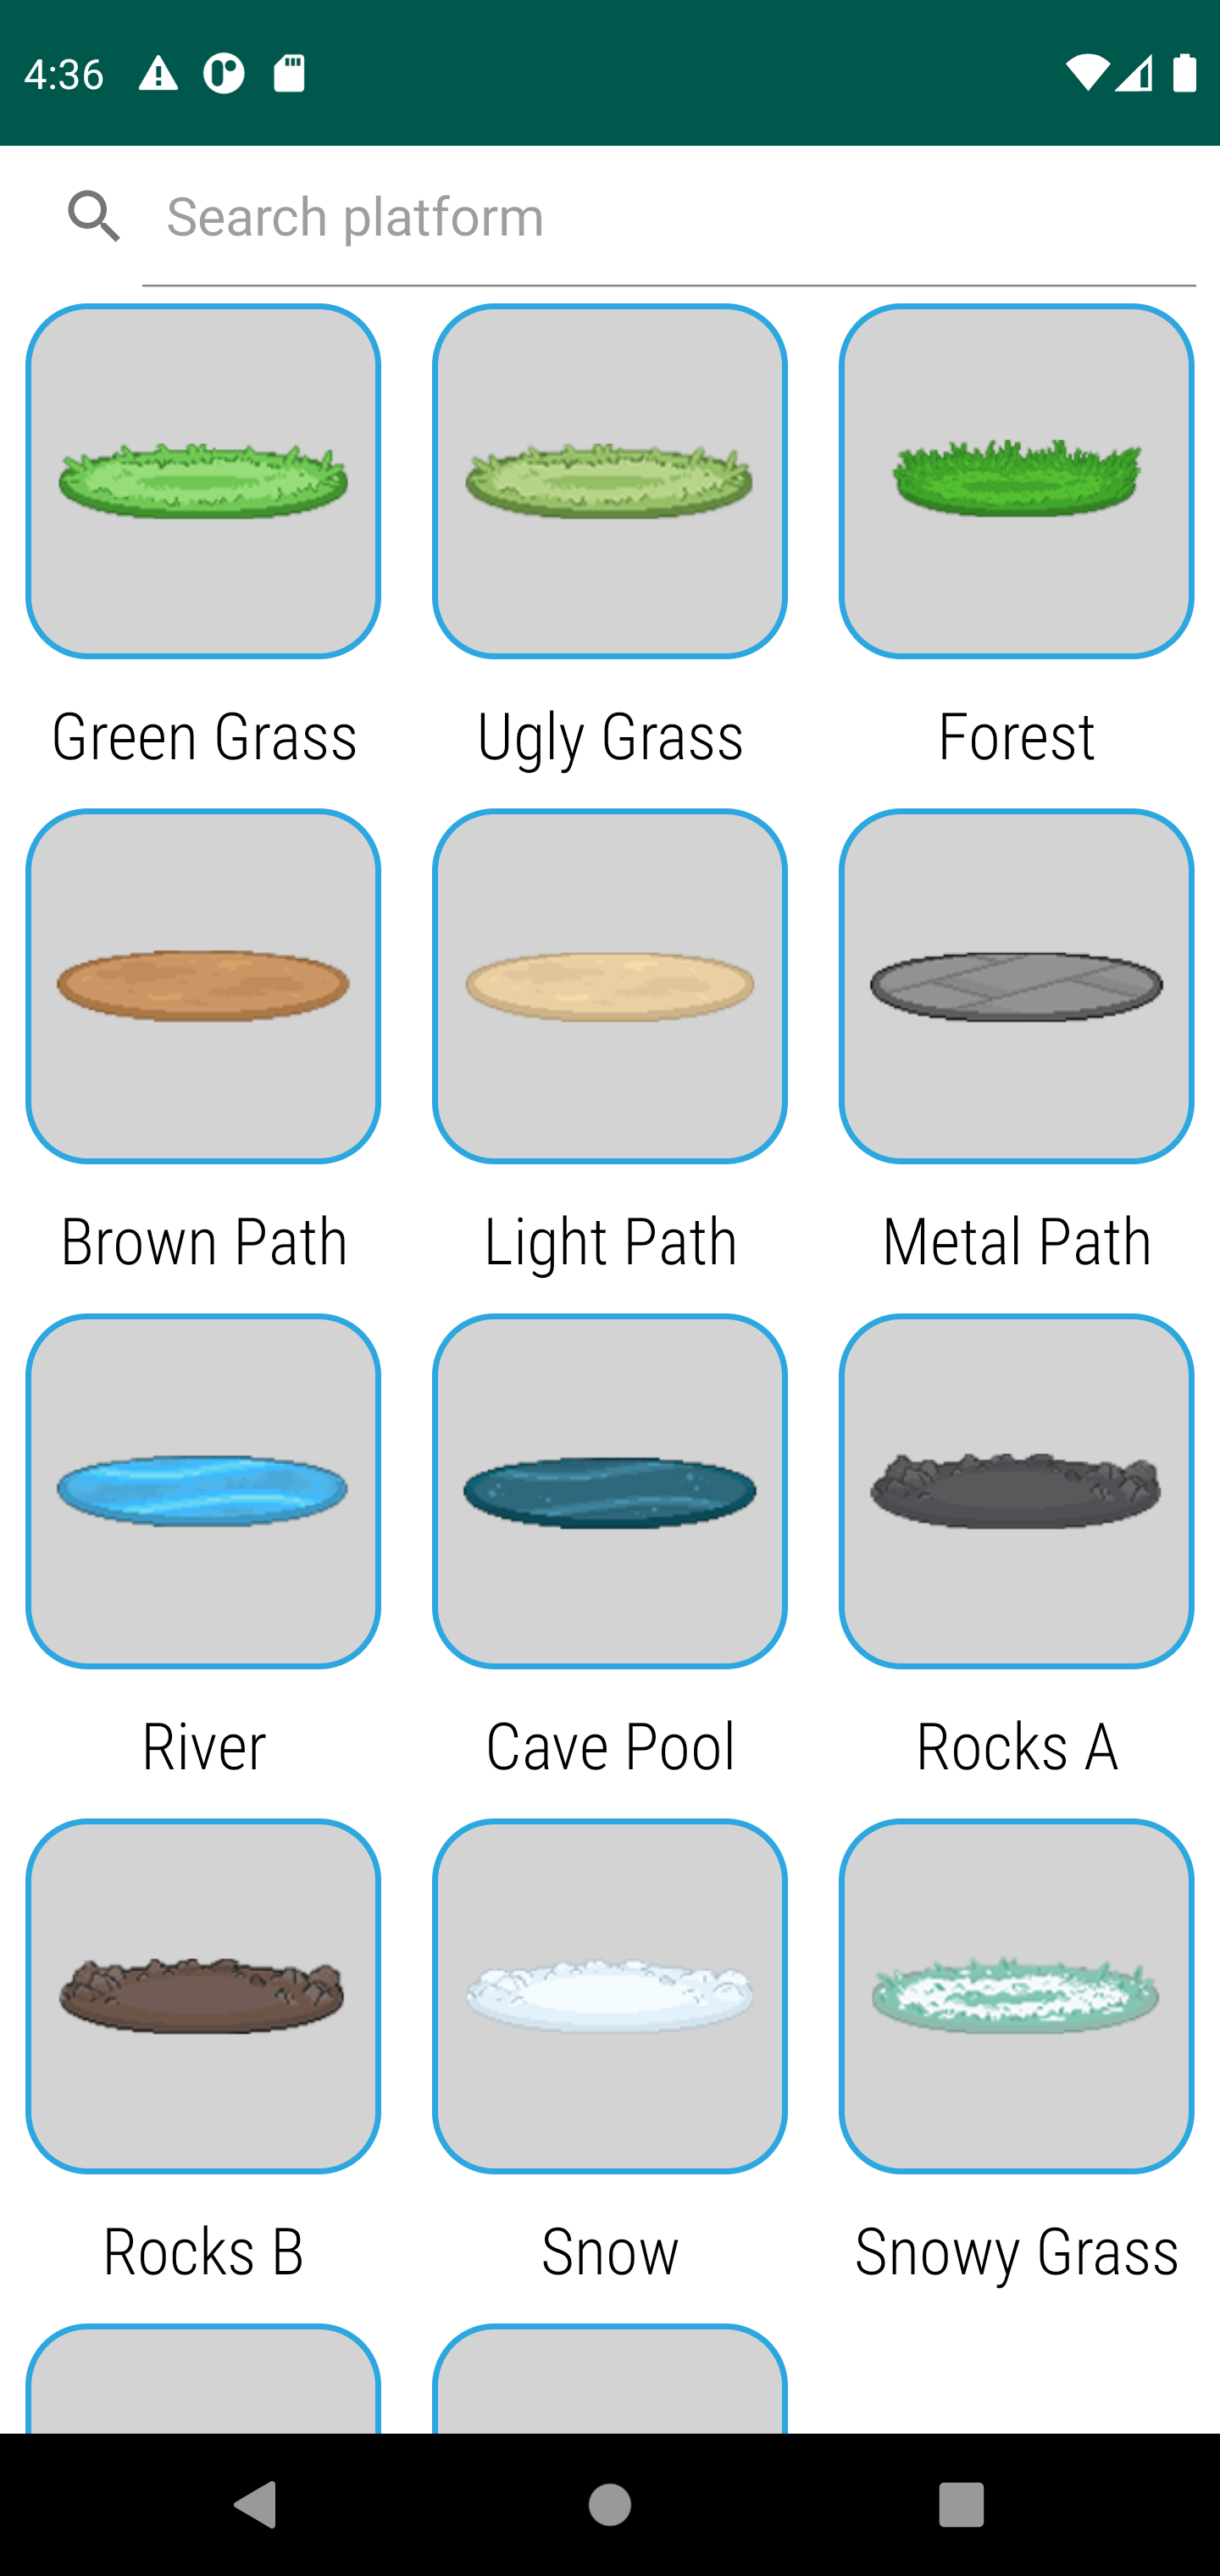 4:36
Search platform
Green Grass
Ugly Grass
Forest
Brown Path
Light Path
Metal Path
River
Cave Pool
Rocks A
Rocks B
Snow
Snowy Grass